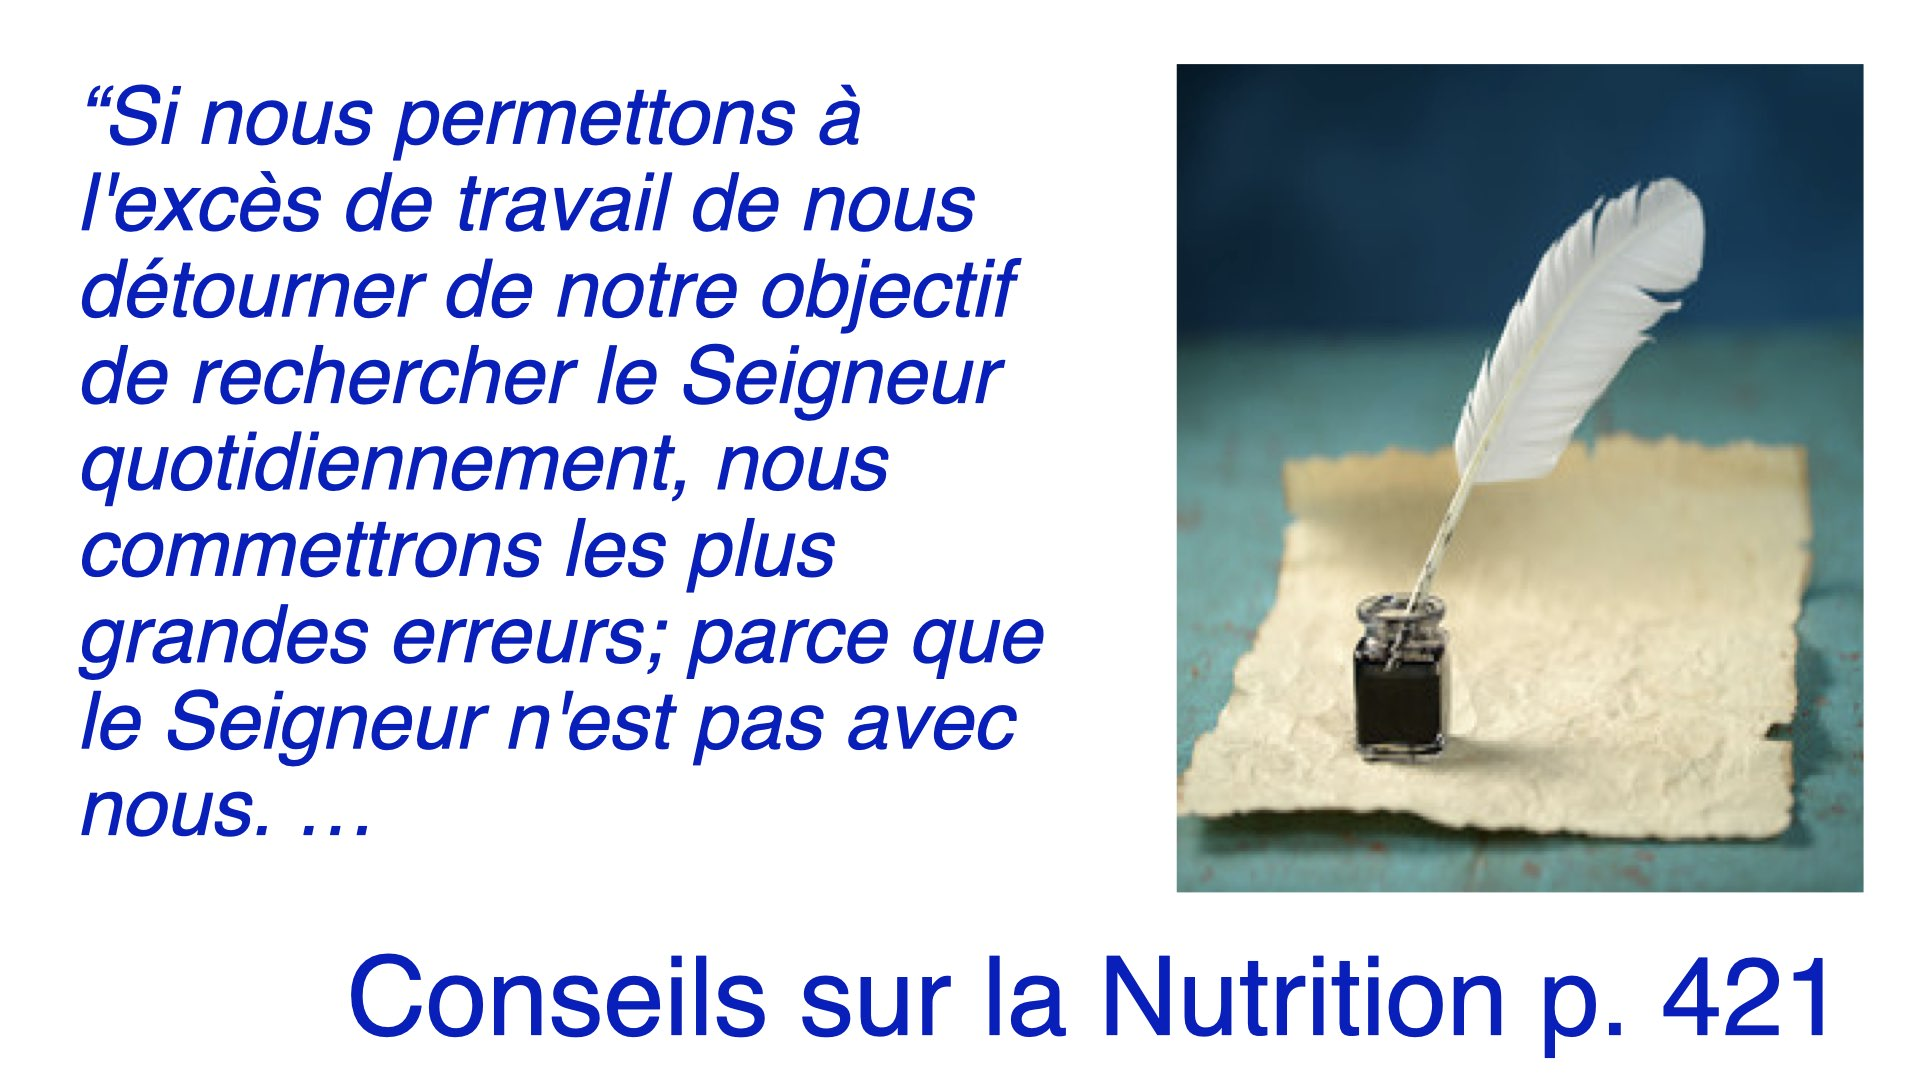 “Si nous permettons à
l'excès de travail de nous
détourner de notre objectif
de rechercher le Seigneur
quotidiennement, nous
commettrons les plus
grandes erreurs; parce que
le Seigneur n'est pas avec
nous. …
Conseils sur la Nutrition p. 421